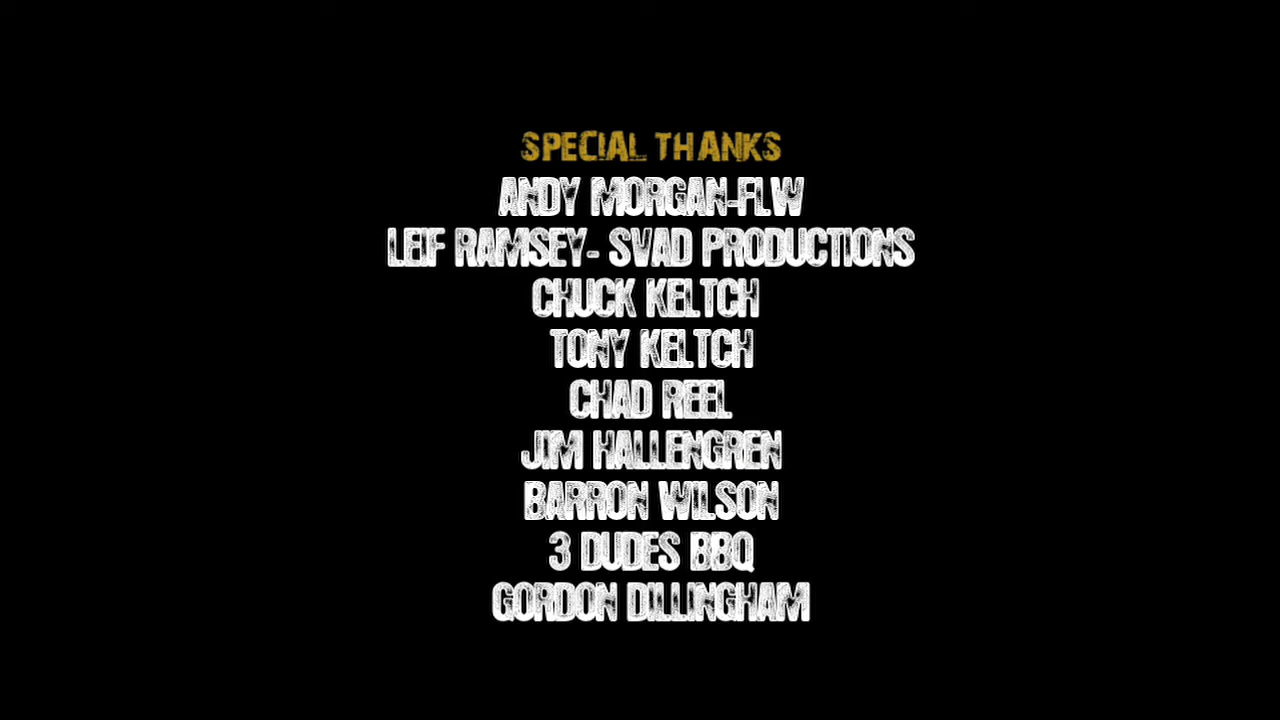 SPECIAL THANKS
ANDY MORGAN-FLW
LEIF RAMSEY- SVAD PRODUCTIONS
CHUCK KELTCH
TONY KELTCH
CHAD REEL
JIM HALLENGREN
BARRON WILSON
3 DUDES BBQ
GORDON DILLINGHAM